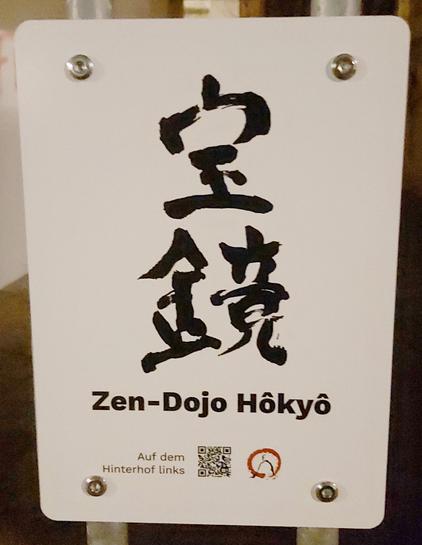 宝
鏡
Zen-Dojo Hôkyô
Auf dem
Hinterhof links